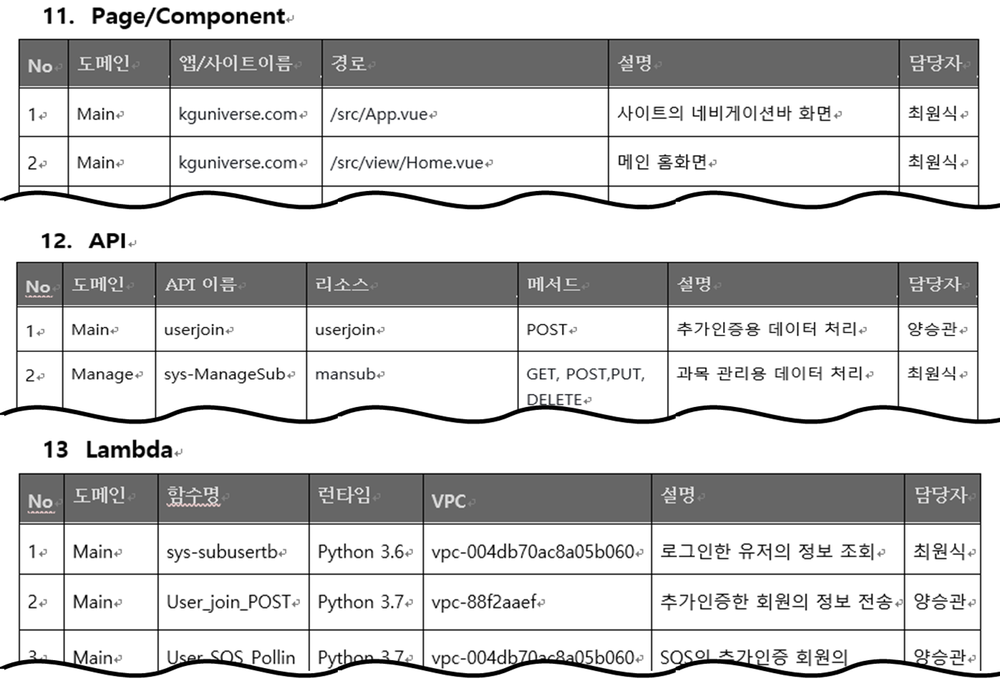 11. Page/Component
No 도메인 앱/사이트이름 경로 설명 담당자
1 Main kguniverse.com /src/App.vue 사이트의 네비게이션바 화면 최원식
2 Main kguniverse.com /src/view/Home.vue 메인 홈화면 최원식
12. API
No 도메인 API 이름 리소스 메서드 설명 담당자
1 Main userjoin userjoin POST 추가인증용 데이터 처리 양승관
2 Manage sys-ManageSub mansub GET, POST,PUT, 과목 관리용 데이터 처리 최원식
DELETE
13 Lambda
No 도메인 함수명 런타임 VPC 설명 담당자
1 Main sys-subusertb Python 3.6 vpc-004db70ac8a05b060 로그인한 유저의 정보 조회 최원식
2 Main User_join_POST Python 3.7 vpc-88f2aaef 추가인증한 회원의 정보 전송 양승관
3 Main User_SQS_Pollin Python 3.7 vpc-004db70ac8a05b060 SQS의 추가인증 회원의 양승관